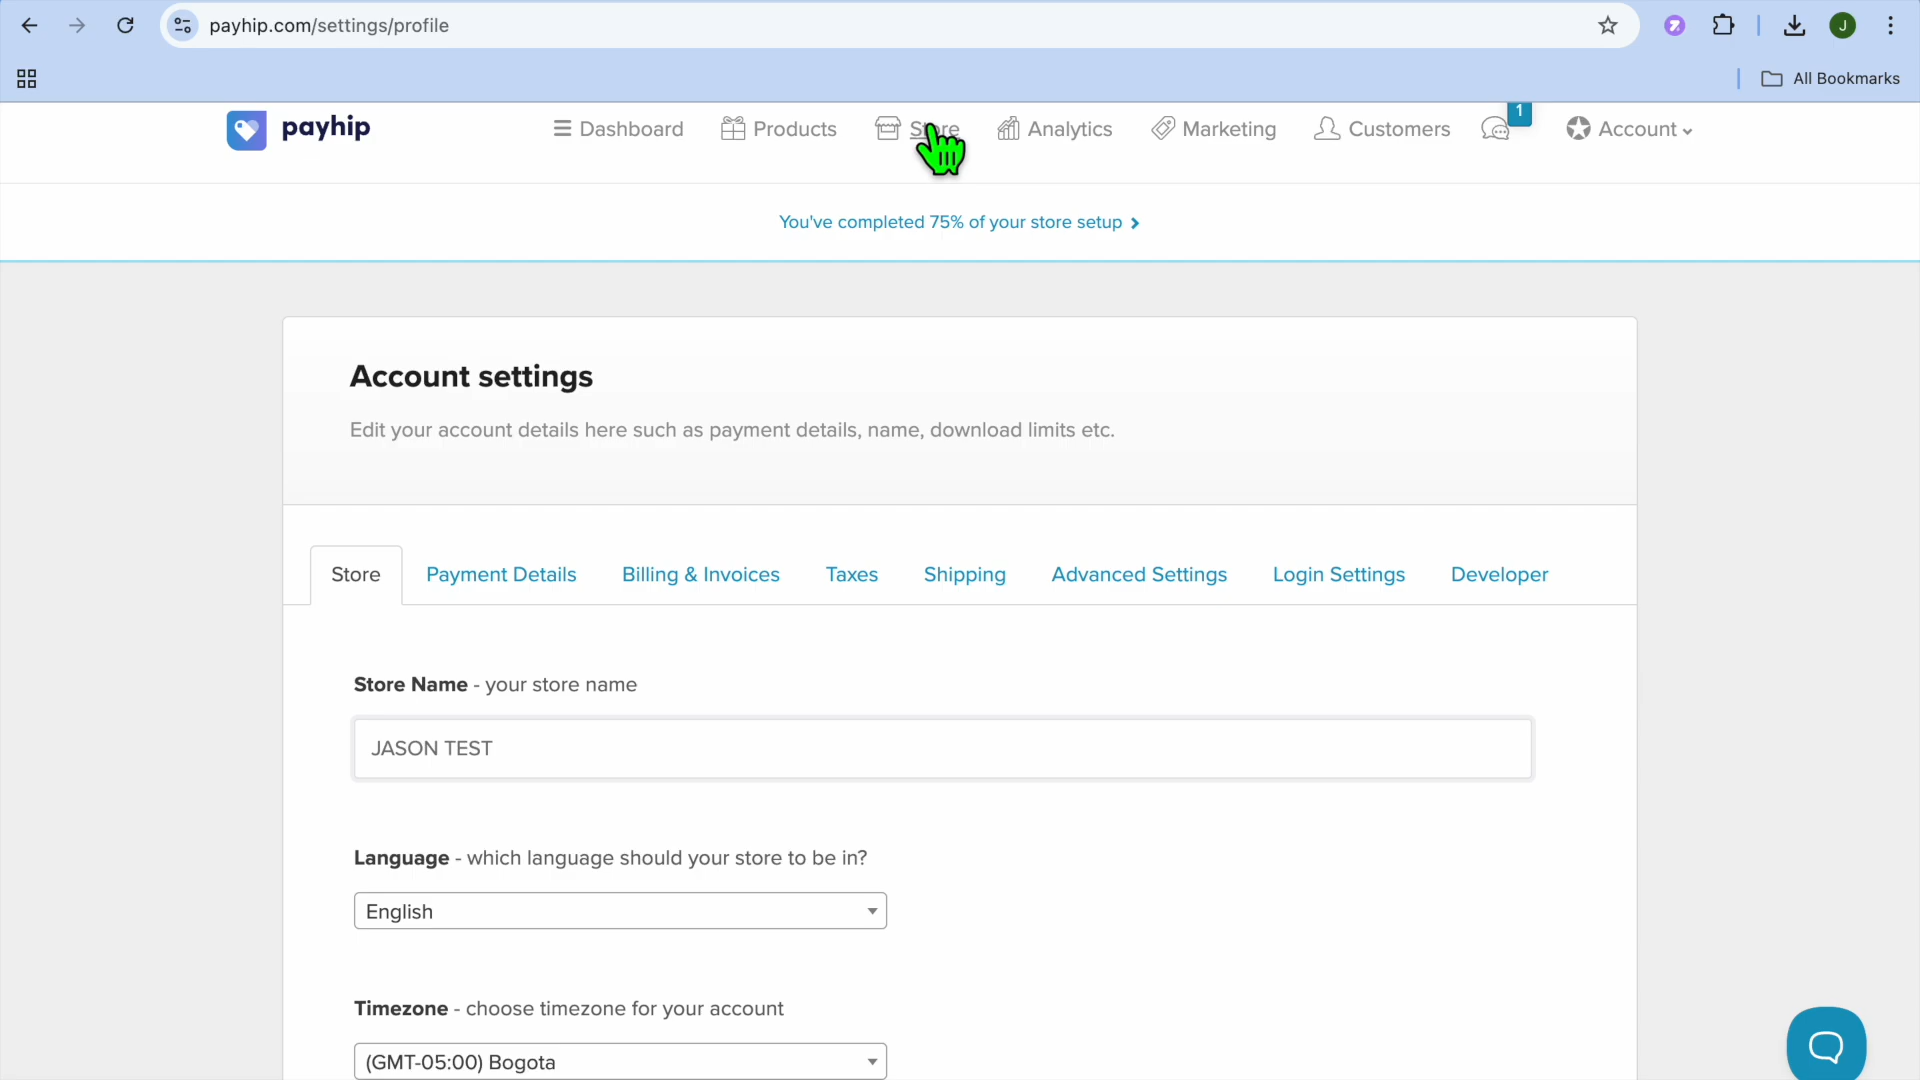 payhip.com/settings/profile
J
All Bookmarks
payhip
Dashboard
Products
Store
Analytics
Marketing
Customers
1
Account
You've completed 75% of your store setup
Account settings
Edit your account details here such as payment details, name, download limits etc.
Store
Payment Details
Billing & Invoices
Taxes
Shipping
Advanced Settings
Login Settings
Developer
Store Name - your store name
JASON TEST
Language - which language should your store to be in?
English
Timezone - choose timezone for your account
(GMT-05:00) Bogota